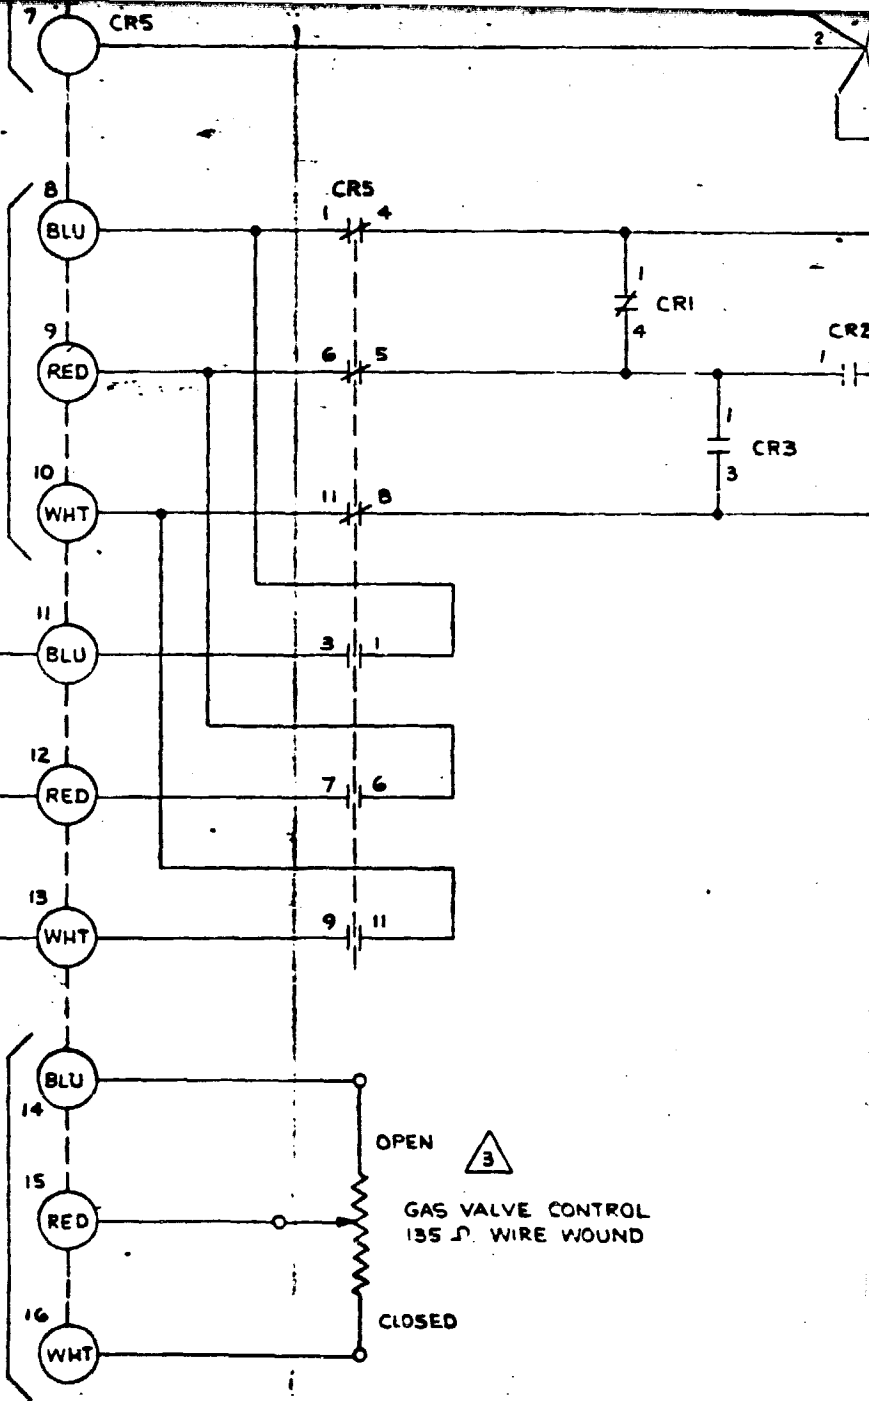 7 CR5
2
8
BLU
CR5
1 4
1
CR1
4
9
RED
6 5
CR2
1
1
CR3
3
10
WHT
11 8
11
BLU
3 1
12
RED
7 6
13
WHT
9 11
BLU
14
OPEN
3
15
RED
GAS VALVE CONTROL
135 Ω WIRE WOUND
16
WHT
CLOSED